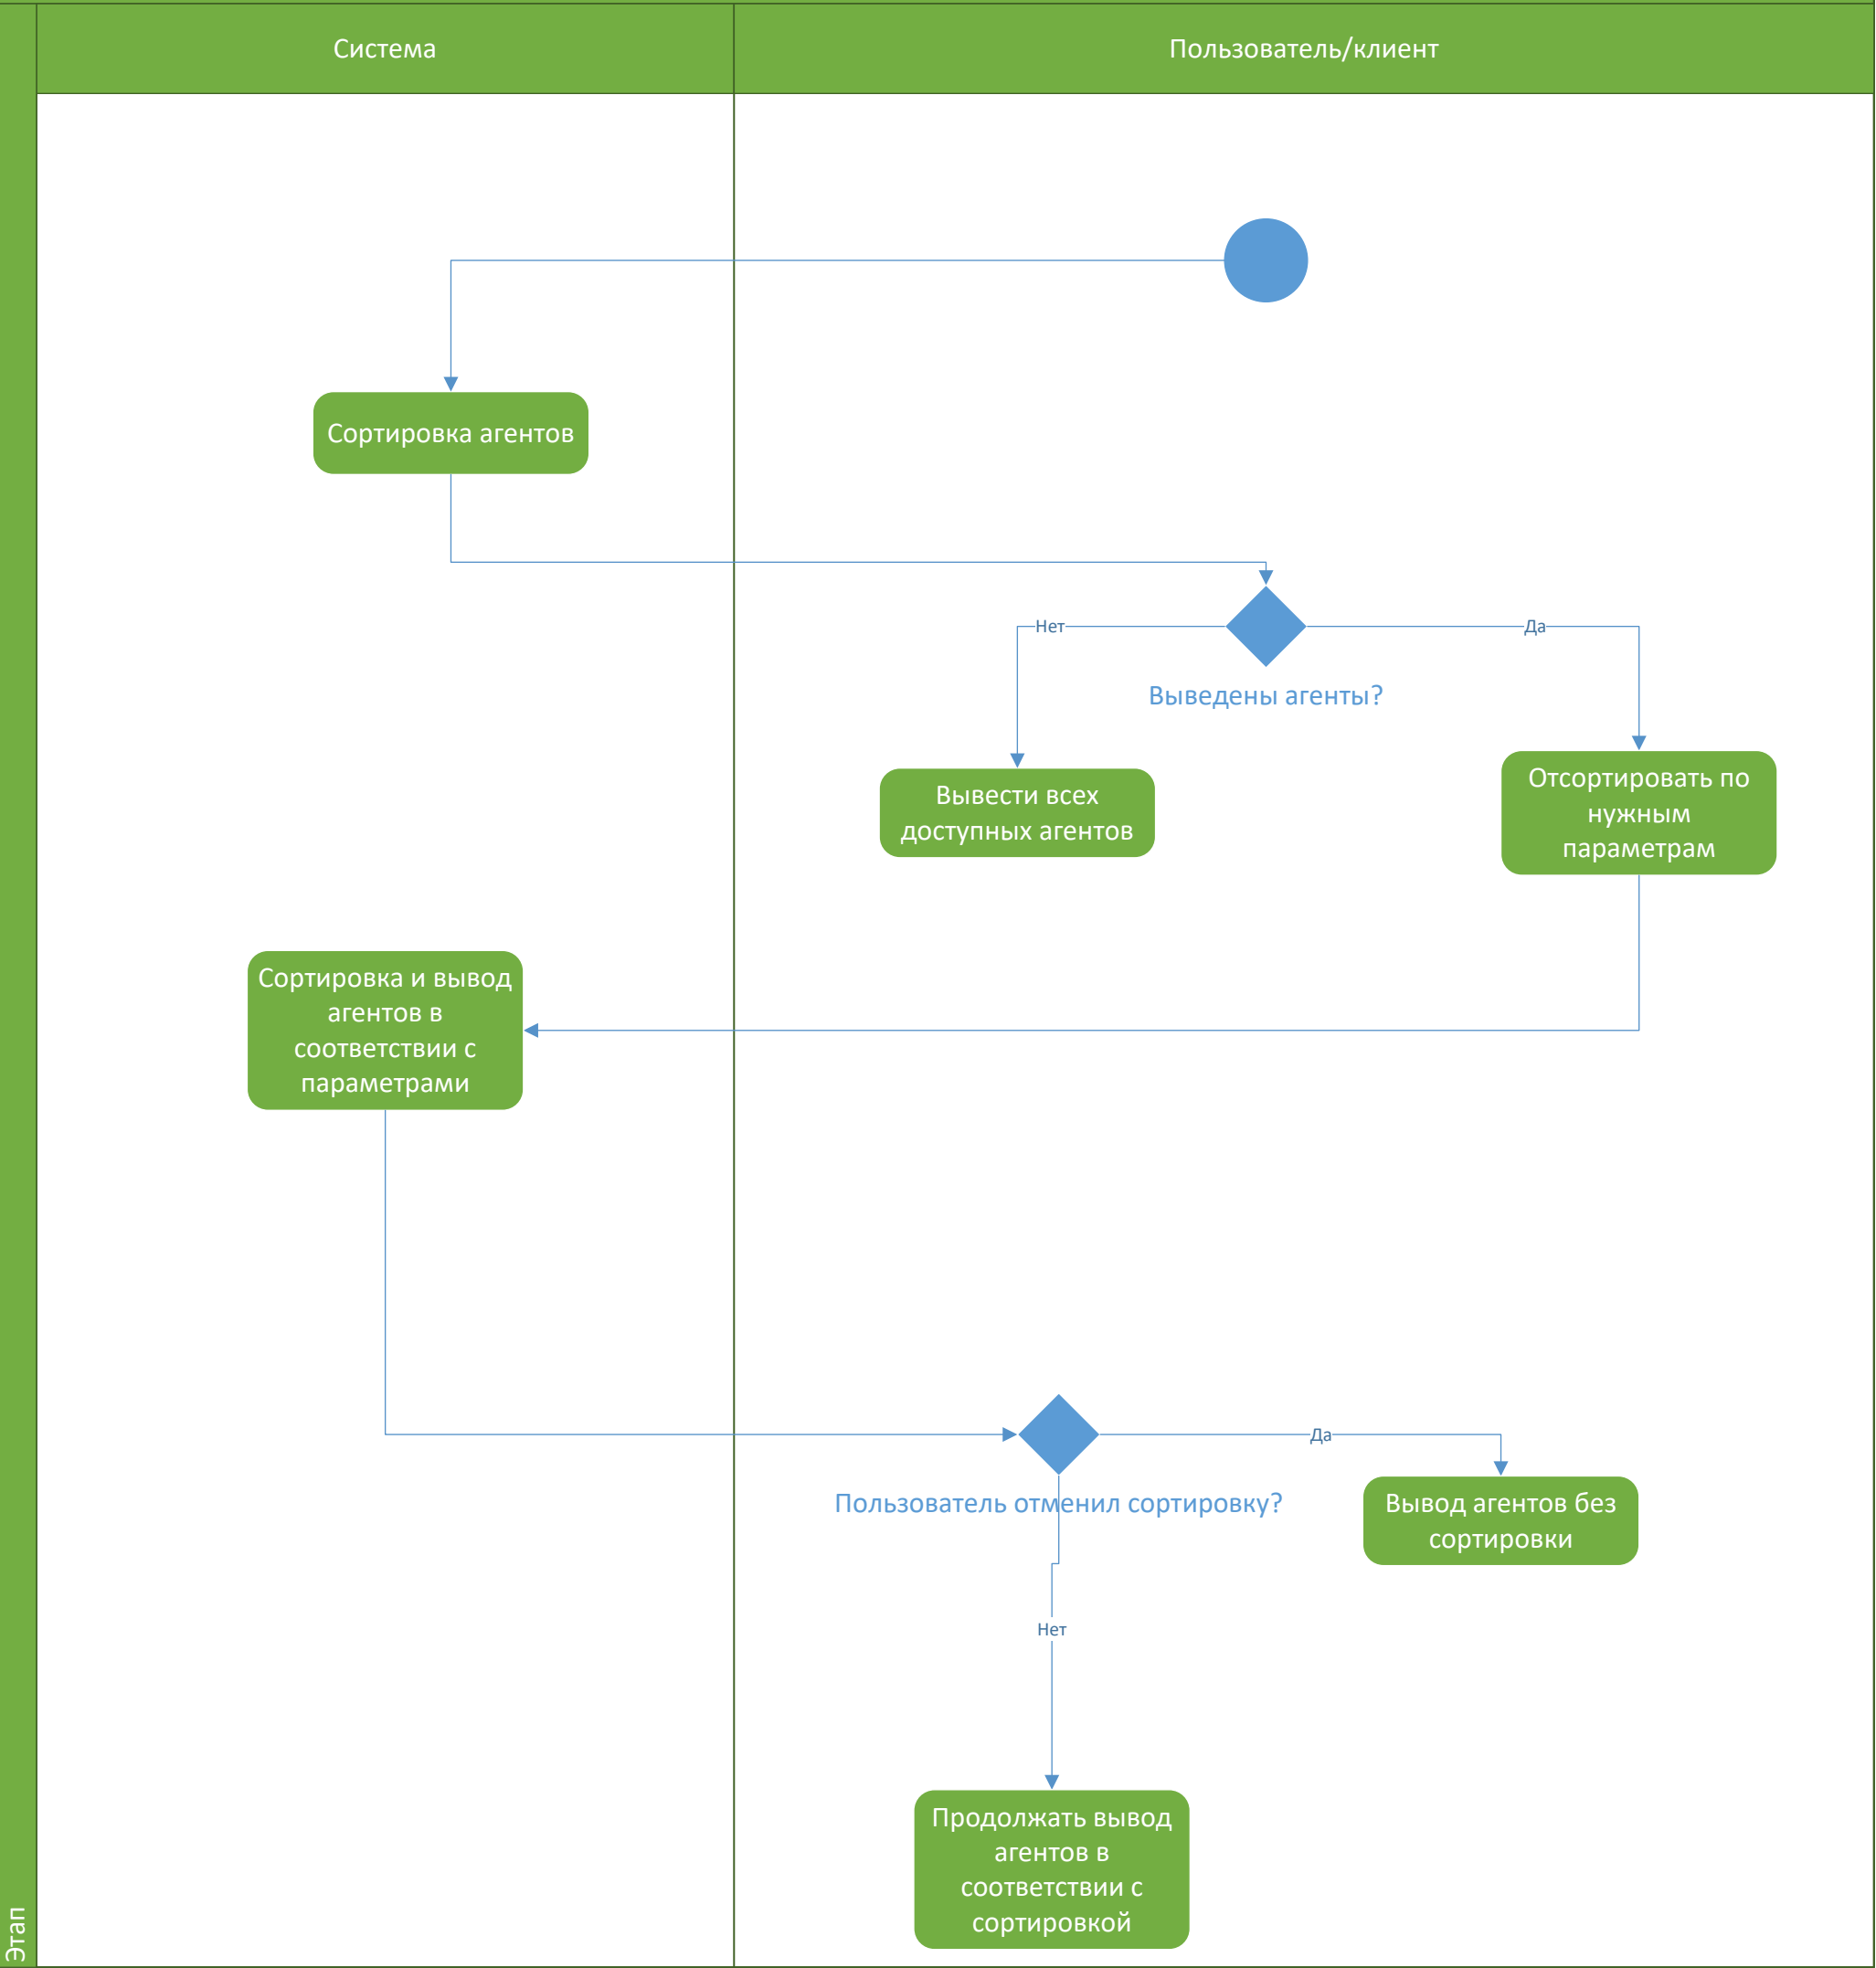 Система
Пользователь/клиент
Сортировка агентов
Нет
Да
Выведены агенты?
Вывести всех
доступных агентов
Отсортировать по
нужным
параметрам
Сортировка и вывод
агентов в
соответствии с
параметрами
Да
Пользователь отменил сортировку?
Вывод агентов без
сортировки
Нет
Продолжать вывод
агентов в
соответствии с
сортировкой
Этап